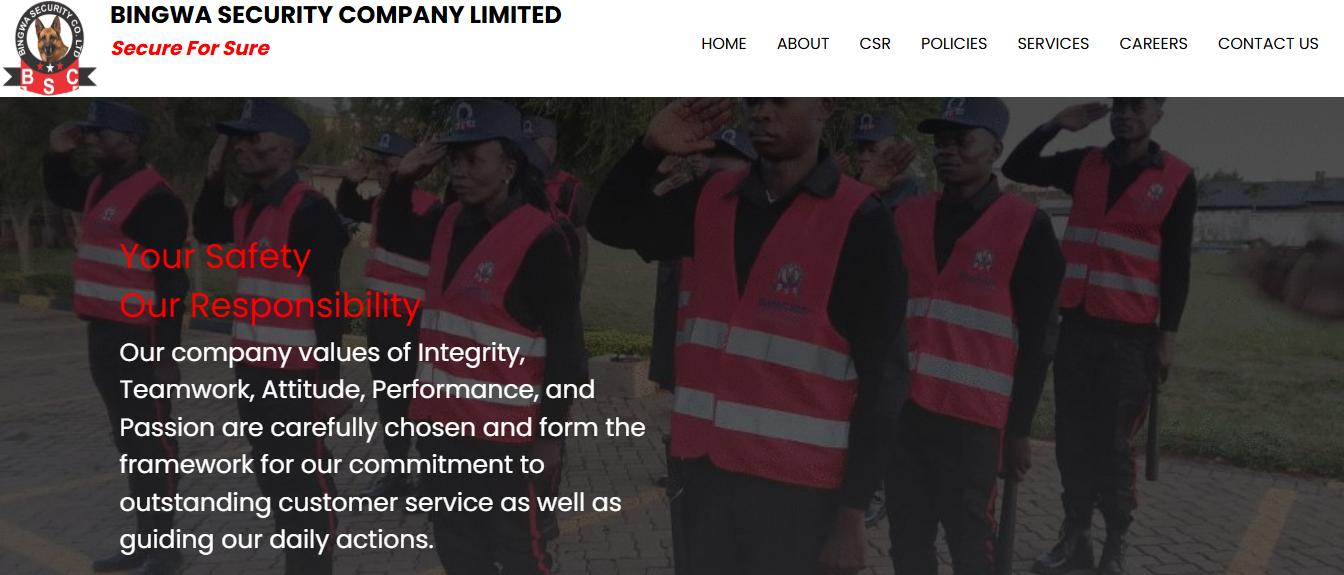 BINGWA SECURITY CO. LTD
B S C
BINGWA SECURITY COMPANY LIMITED
Secure For Sure
HOME ABOUT CSR POLICIES SERVICES CAREERS CONTACT US
Your Safety
Our Responsibility
Our company values of Integrity,
Teamwork, Attitude, Performance, and
Passion are carefully chosen and form the
framework for our commitment to
outstanding customer service as well as
guiding our daily actions.